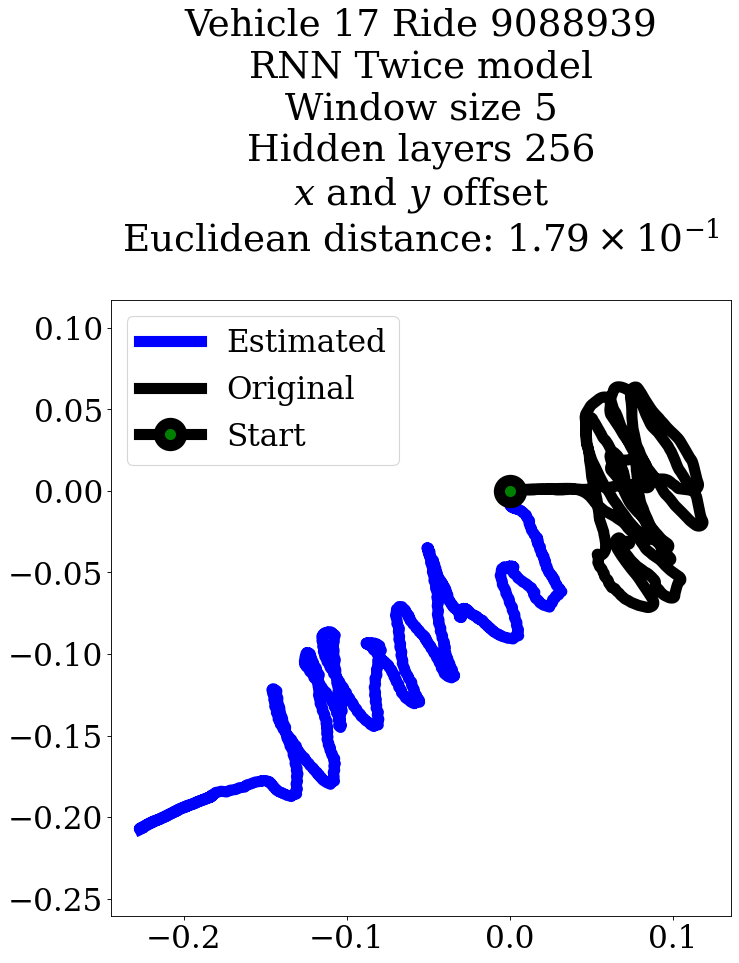 Vehicle 17 Ride 9088939
RNN Twice model
Window size 5
Hidden layers 256
x and y offset
Euclidean distance: 1.79 × 10⁻¹
Estimated
Original
Start
0.10
0.05
0.00
−0.05
−0.10
−0.15
−0.20
−0.25
−0.2 −0.1 0.0 0.1